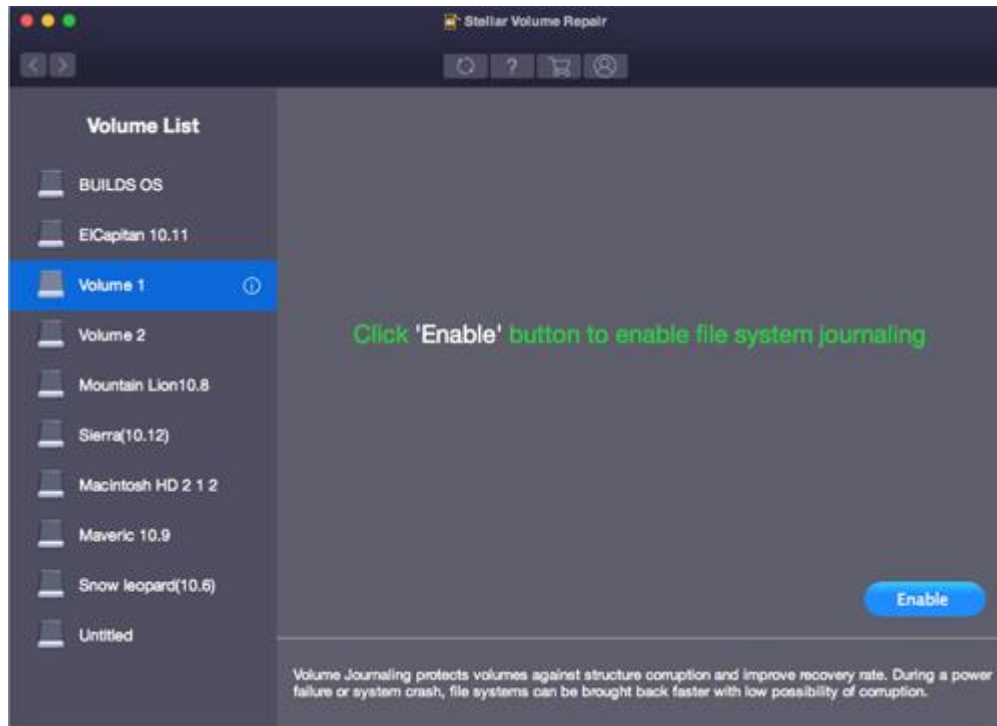 Stellar Volume Repair
?
Volume List
BUILDS OS
ElCapitan 10.11
Volume 1
Volume 2
Mountain Lion10.8
Sierra(10.12)
Macintosh HD 2 1 2
Maveric 10.9
Snow leopard(10.6)
Untitled
Click 'Enable' button to enable file system journaling
Enable
Volume Journaling protects volumes against structure corruption and improve recovery rate. During a power
failure or system crash, file systems can be brought back faster with low possibility of corruption.